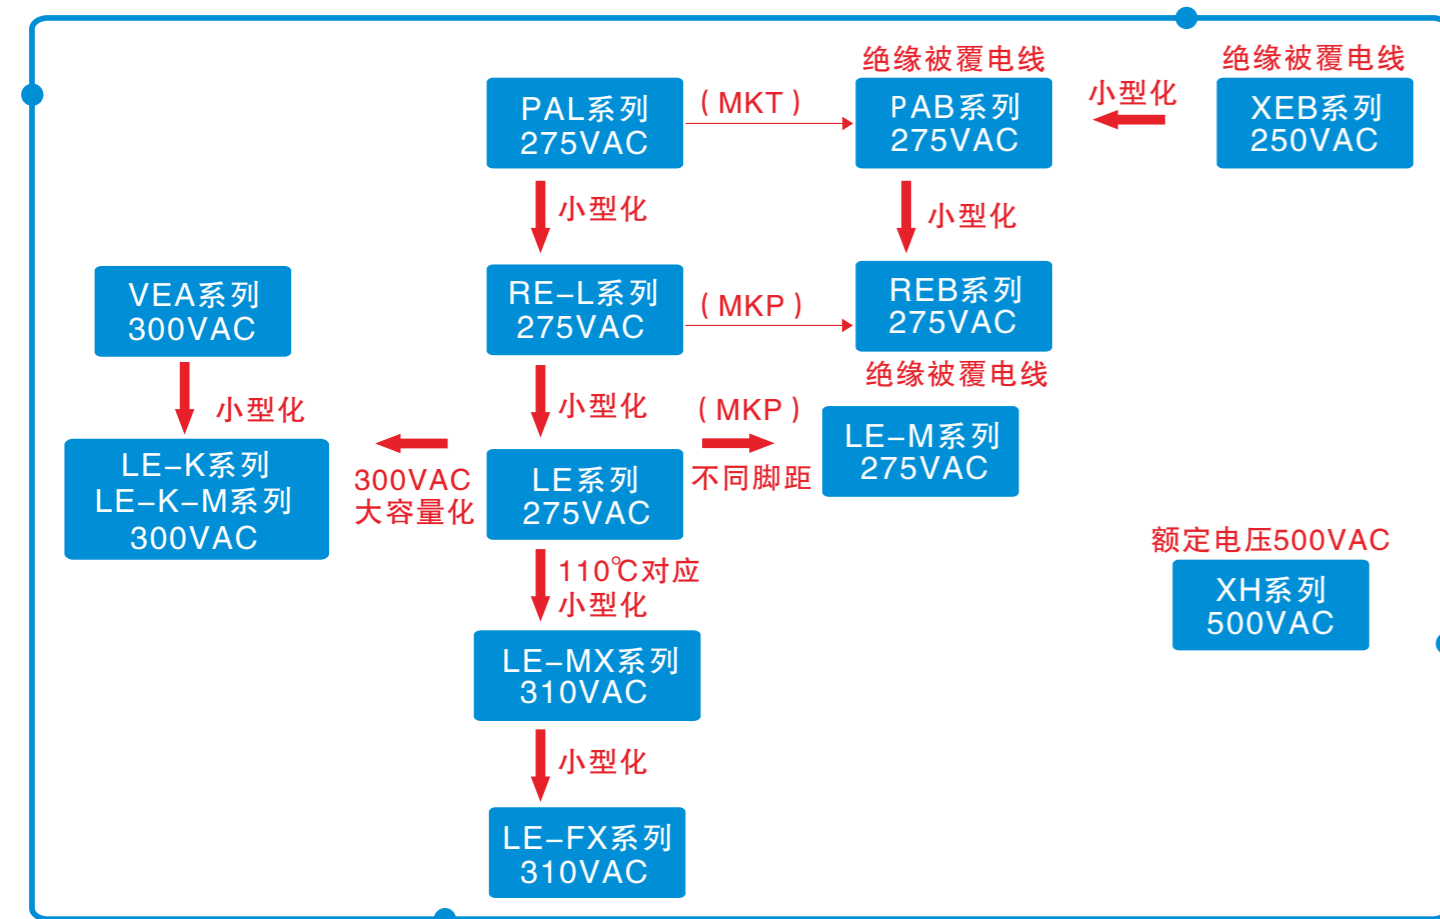 绝缘被覆电线
绝缘被覆电线
PAL系列
275VAC
（MKT）
PAB系列
275VAC
小型化
XEB系列
250VAC
小型化
小型化
VEA系列
300VAC
RE-L系列
275VAC
（MKP）
REB系列
275VAC
绝缘被覆电线
小型化
小型化
（MKP）
LE-M系列
275VAC
LE-K系列
LE-K-M系列
300VAC
300VAC
大容量化
LE系列
275VAC
不同脚距
额定电压500VAC
XH系列
500VAC
110℃对应
小型化
LE-MX系列
310VAC
小型化
LE-FX系列
310VAC